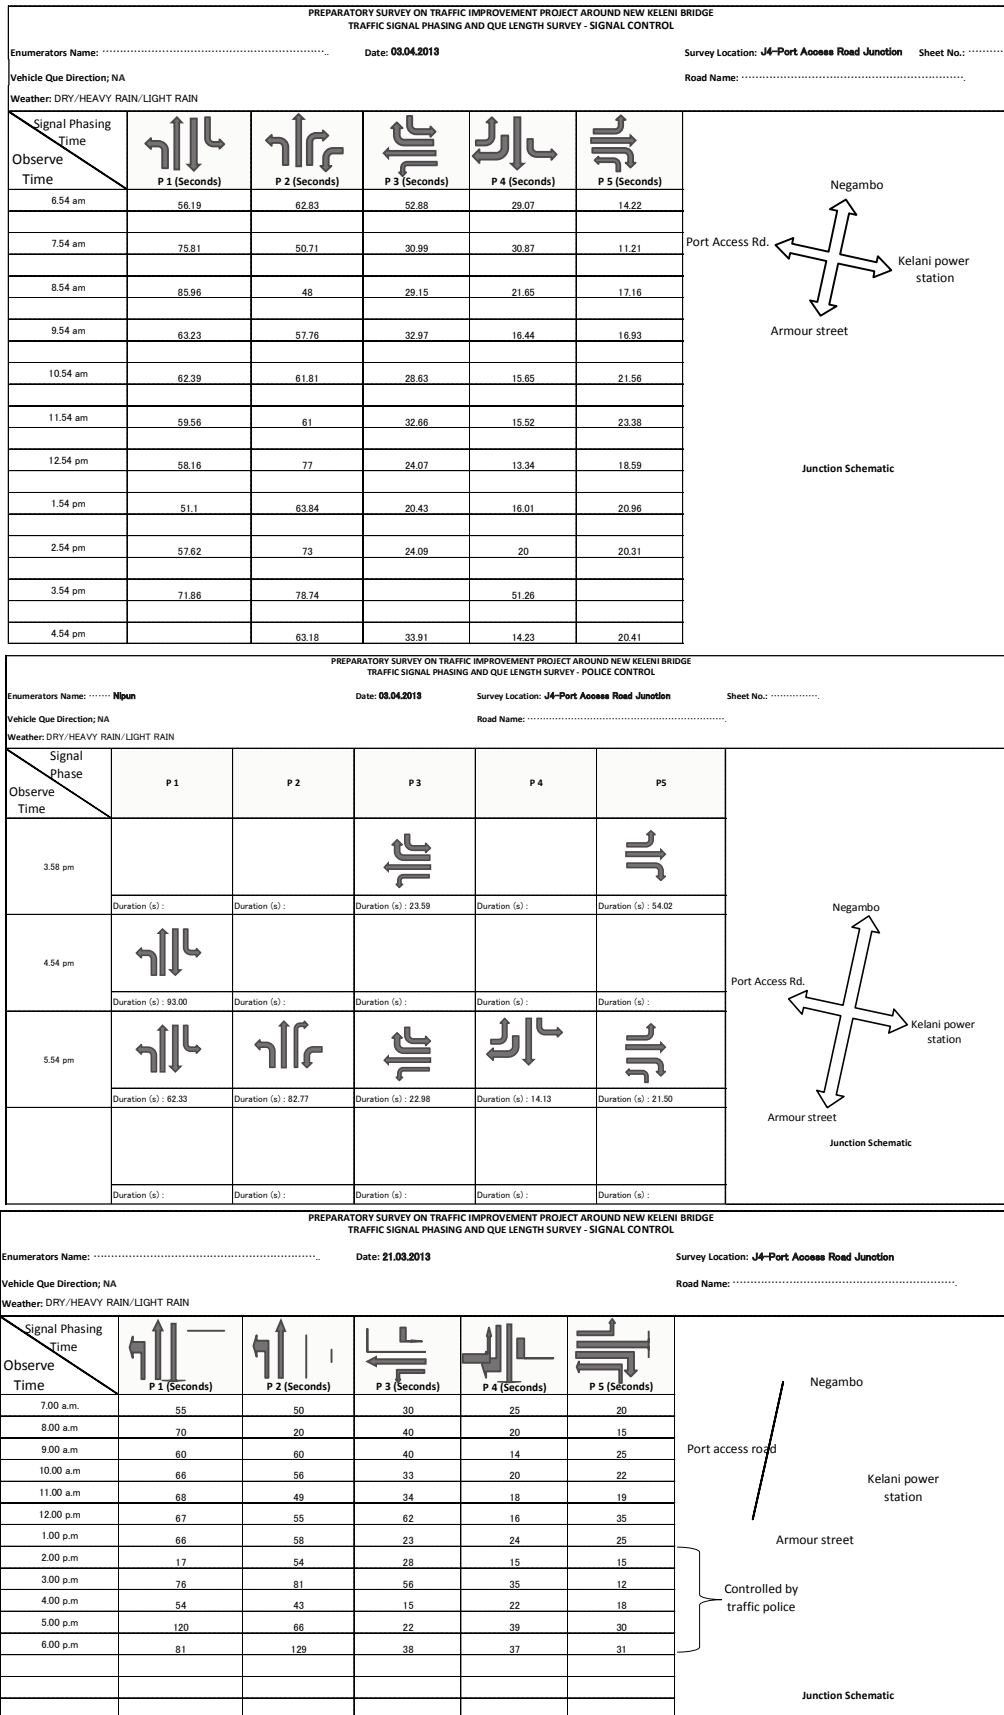 PREPARATORY SURVEY ON TRAFFIC IMPROVEMENT PROJECT AROUND NEW KELENI BRIDGE
TRAFFIC SIGNAL PHASING AND QUE LENGTH SURVEY - SIGNAL CONTROL
Enumerators Name: ................................................................. Date: 03.04.2013 Survey Location: J4-Port Access Road Junction Sheet No.: ..........
Vehicle Que Direction; NA Road Name: .................................................................
Weather: DRY/HEAVY RAIN/LIGHT RAIN
Signal Phasing
Time
Observe
Time P 1 (Seconds) P 2 (Seconds) P 3 (Seconds) P 4 (Seconds) P 5 (Seconds)
6.54 am 56.19 62.83 52.88 29.07 14.22
7.54 am 75.81 50.71 30.99 30.87 11.21
8.54 am 85.96 48 29.15 21.65 17.16
9.54 am 63.23 57.76 32.97 16.44 16.93
10.54 am 62.39 61.81 28.63 15.65 21.56
11.54 am 59.56 61 32.66 15.52 23.38
12.54 pm 58.16 77 24.07 13.34 18.59
1.54 pm 51.1 63.84 20.43 16.01 20.96
2.54 pm 57.62 73 24.09 20 20.31
3.54 pm 71.86 78.74 51.26
4.54 pm 63.18 33.91 14.23 20.41
Negambo
Port Access Rd.
Kelani power
station
Armour street
Junction Schematic
PREPARATORY SURVEY ON TRAFFIC IMPROVEMENT PROJECT AROUND NEW KELENI BRIDGE
TRAFFIC SIGNAL PHASING AND QUE LENGTH SURVEY - POLICE CONTROL
Enumerators Name: ....... Nipun Date: 03.04.2013 Survey Location: J4-Port Access Road Junction Sheet No.: ...............
Vehicle Que Direction; NA Road Name: .................................................................
Weather: DRY/HEAVY RAIN/LIGHT RAIN
Signal
Phase
Observe
Time
P 1 P 2 P 3 P 4 P5
3.58 pm
Duration (s) : Duration (s) : Duration (s) : 23.59 Duration (s) : Duration (s) : 54.02
4.54 pm
Duration (s) : 93.00 Duration (s) : Duration (s) : Duration (s) : Duration (s) :
5.54 pm
Duration (s) : 62.33 Duration (s) : 82.77 Duration (s) : 22.98 Duration (s) : 14.13 Duration (s) : 21.50
Duration (s) : Duration (s) : Duration (s) : Duration (s) : Duration (s) :
Negambo
Port Access Rd.
Kelani power
station
Armour street
Junction Schematic
PREPARATORY SURVEY ON TRAFFIC IMPROVEMENT PROJECT AROUND NEW KELENI BRIDGE
TRAFFIC SIGNAL PHASING AND QUE LENGTH SURVEY - SIGNAL CONTROL
Enumerators Name: ................................................................. Date: 21.03.2013 Survey Location: J4-Port Access Road Junction
Vehicle Que Direction; NA Road Name: .................................................................
Weather: DRY/HEAVY RAIN/LIGHT RAIN
Signal Phasing
Time
Observe
Time P 1 (Seconds) P 2 (Seconds) P 3 (Seconds) P 4 (Seconds) P 5 (Seconds)
7.00 a.m. 55 50 30 25 20
8.00 a.m 70 20 40 20 15
9.00 a.m 60 60 40 14 25
10.00 a.m 66 56 33 20 22
11.00 a.m 68 49 34 18 19
12.00 p.m 67 55 62 16 35
1.00 p.m 66 58 23 24 25
2.00 p.m 17 54 28 15 15
3.00 p.m 76 81 56 35 12
4.00 p.m 54 43 15 22 18
5.00 p.m 120 66 22 39 30
6.00 p.m 81 129 38 37 31
Negambo
Port access road
Kelani power
station
Armour street
Controlled by
traffic police
Junction Schematic